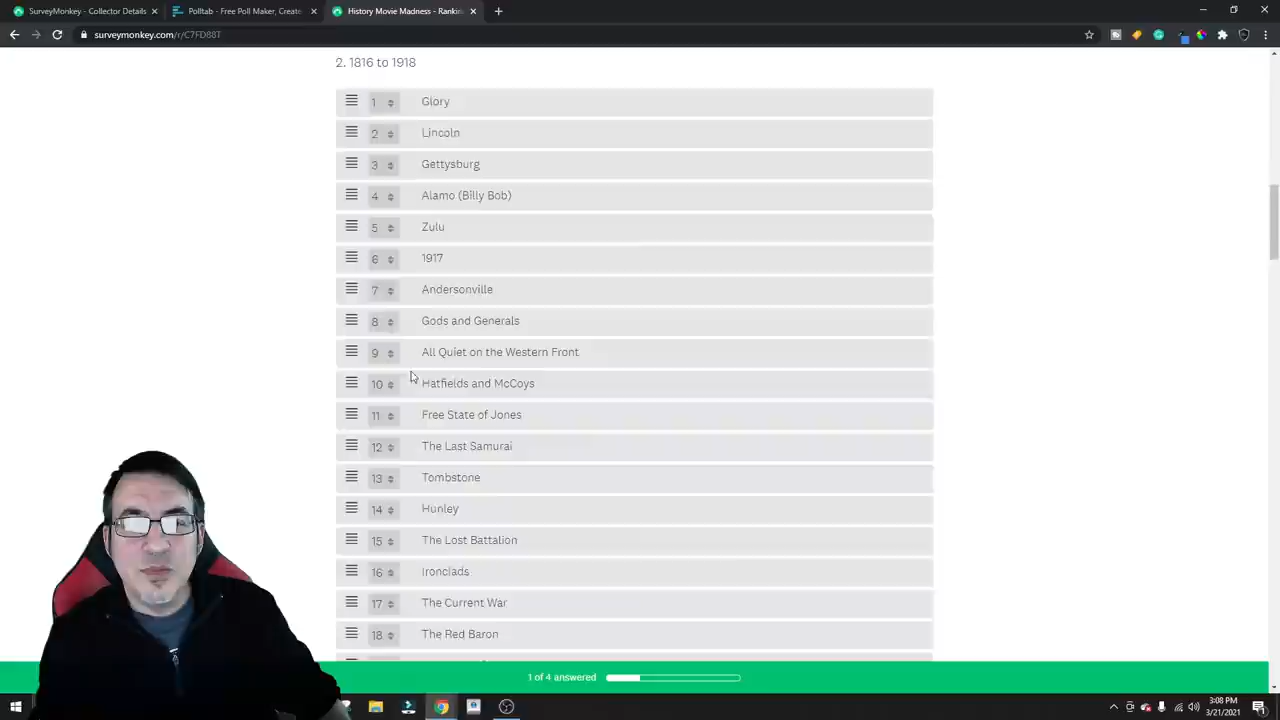 SurveyMonkey - Collector Details
Polltab - Free Poll Maker, Create
History Movie Madness - Rankin
surveymonkey.com/r/C7FD88T
2. 1816 to 1918
1 Glory
2 Lincoln
3 Gettysburg
4 Alamo (Billy Bob)
5 Zulu
6 1917
7 Andersonville
8 Gods and Generals
9 All Quiet on the Western Front
10 Hatfields and McCoys
11 Free State of Jones
12 The Last Samurai
13 Tombstone
14 Hurley
15 The Lost Battalion
16 Ironclads
17 The Current War
18 The Red Baron
1 of 4 answered
3:08 PM
3/21/2021